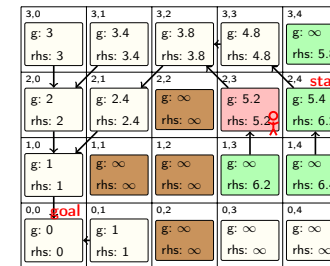 3,0 3,1 3,2 3,3 3,4
g: 3 g: 3.4 g: 3.8 g: 4.8 g: ∞
rhs: 3 rhs: 3.4 rhs: 3.8 rhs: 4.8 rhs: 5.8
2,0 2,1 2,2 2,3 2,4
g: 2 g: 2.4 g: ∞ g: 5.2 g: 5.4
rhs: 2 rhs: 2.4 rhs: ∞ rhs: 5.2
1,0 1,1 1,2 1,3 1,4
g: 1 g: ∞ g: ∞ g: ∞ g: ∞
rhs: 1 rhs: ∞ rhs: ∞ rhs: 6.2
0,0 goal 0,1 0,2 0,3 0,4
g: 0 g: 1 g: ∞ g: ∞ g: ∞
rhs: 0 rhs: 1 rhs: ∞ rhs: ∞ rhs: ∞